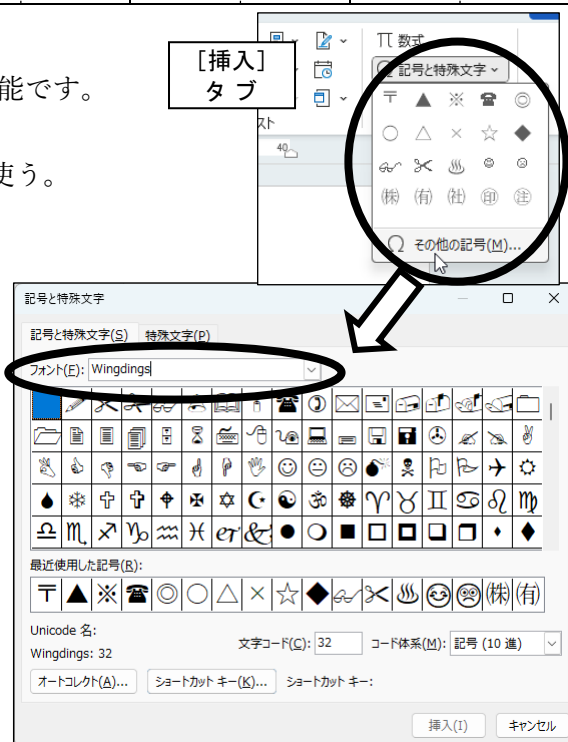 能です。
使う。
[挿入]
タブ
数式
記号と特殊文字
スト
40
〒 ▲ ※ ☎ ◎
○ △ × ☆ ◆
㈱ ㈲ ㈳ ㊞ ㊟
Ω その他の記号(M)...
記号と特殊文字
記号と特殊文字(S) 特殊文字(P)
フォント(F): Wingdings
最近使用した記号(R):
〒 ▲ ※ ☎ ◎ ○ △ × ☆ ◆ 👓 ✂ ♨ 😊 ☹ ㈱ ㈲
Unicode 名:
Wingdings: 32
文字コード(C): 32 コード体系(M): 記号 (10 進)
オートコレクト(A)... ショートカット キー(K)... ショートカット キー:
挿入(I) キャンセル